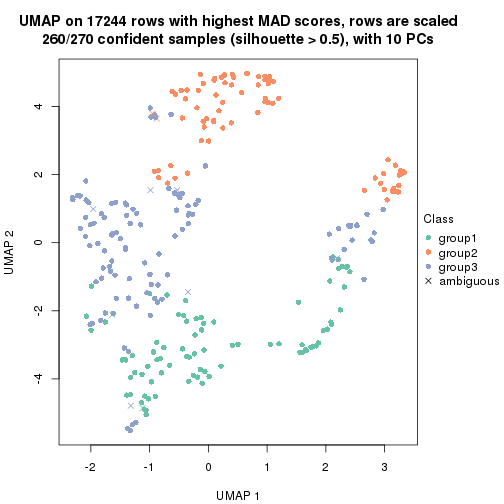 UMAP on 17244 rows with highest MAD scores, rows are scaled
260/270 confident samples (silhouette > 0.5), with 10 PCs
4
2
0
-2
-4
UMAP 2
-2
-1
0
1
2
3
UMAP 1
Class
group1
group2
group3
ambiguous